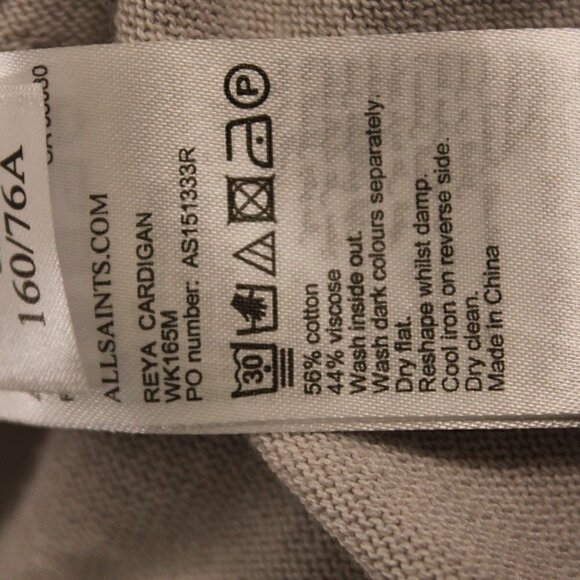 160/76A
ALLSAINTS.COM
REYA CARDIGAN
WK165M
PO number: AS151333R
30
P
56% cotton
44% viscose
Wash inside out.
Wash dark colours separately.
Dry flat.
Reshape whilst damp.
Cool iron on reverse side.
Dry clean.
Made in China